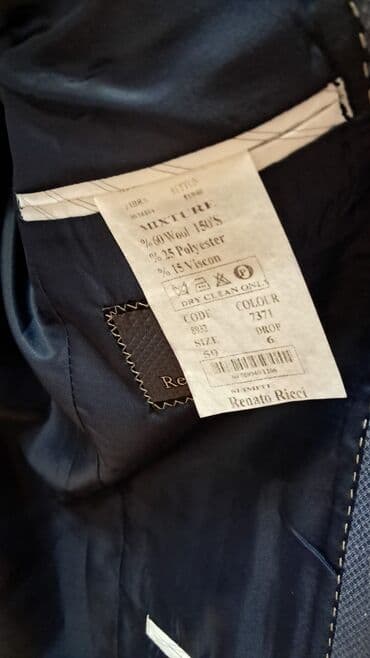 MIXTURE
%60 Wool 150'S
%25 Polyester
%15 Viscon
P
DRY CLEAN ONLY
CODE COLOUR
7371
SIZE DROP
50 6
Renato Ricci
Re